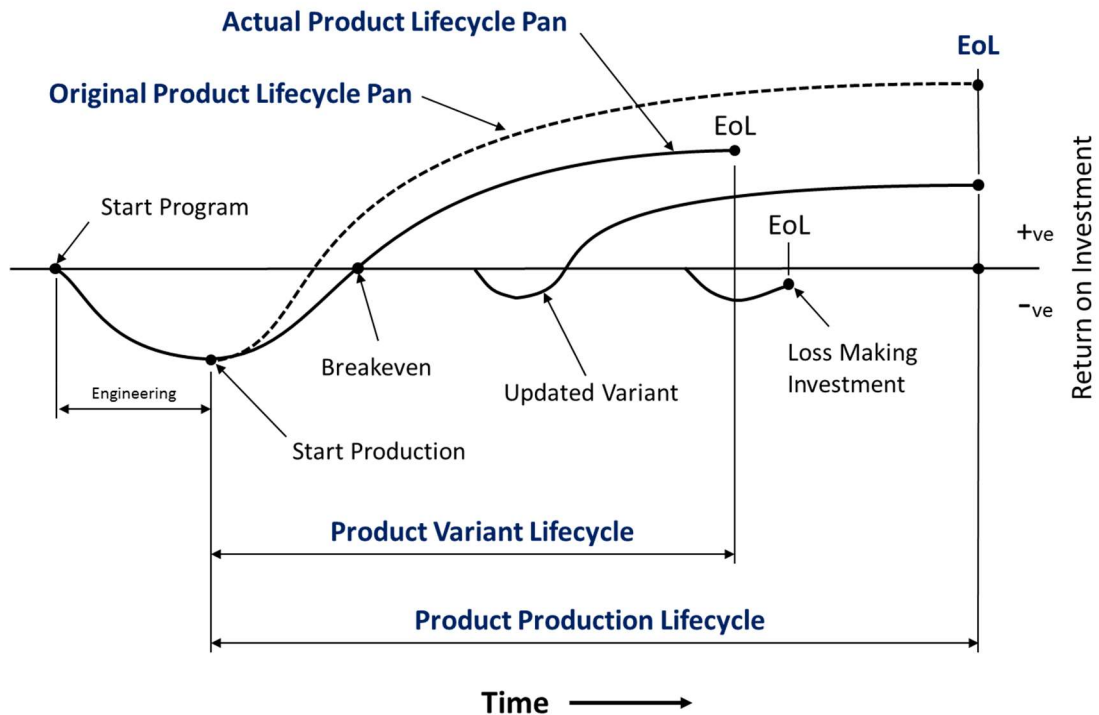 Actual Product Lifecycle Pan
EoL
Original Product Lifecycle Pan
EoL
Start Program
EoL
+ve
-ve
Return on Investment
Breakeven
Loss Making
Investment
Updated Variant
Engineering
Start Production
Product Variant Lifecycle
Product Production Lifecycle
Time